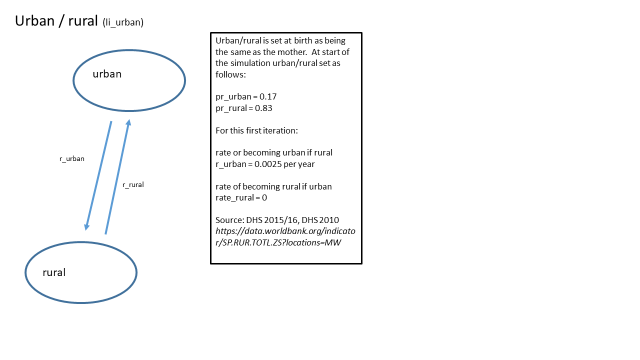 Urban / rural (li_urban)
urban
r_urban
r_rural
rural
Urban/rural is set at birth as being
the same as the mother. At start of
the simulation urban/rural set as
follows:
pr_urban = 0.17
pr_rural = 0.83
For this first iteration:
rate or becoming urban if rural
r_urban = 0.0025 per year
rate of becoming rural if urban
rate_rural = 0
Source: DHS 2015/16, DHS 2010
https://data.worldbank.org/indicato
r/SP.RUR.TOTL.ZS?locations=MW